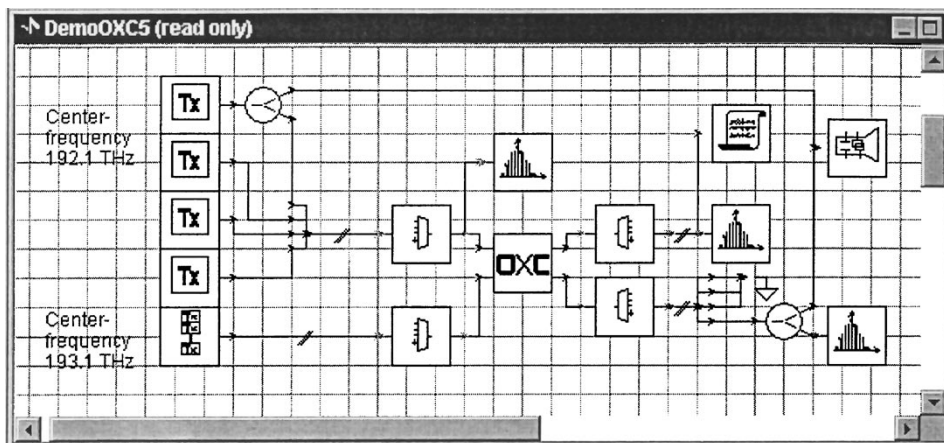 DemoOXC5 (read only)
Center-
frequency
192.1 THz
Tx
Tx
Tx
Tx
OXC
Center-
frequency
193.1 THz